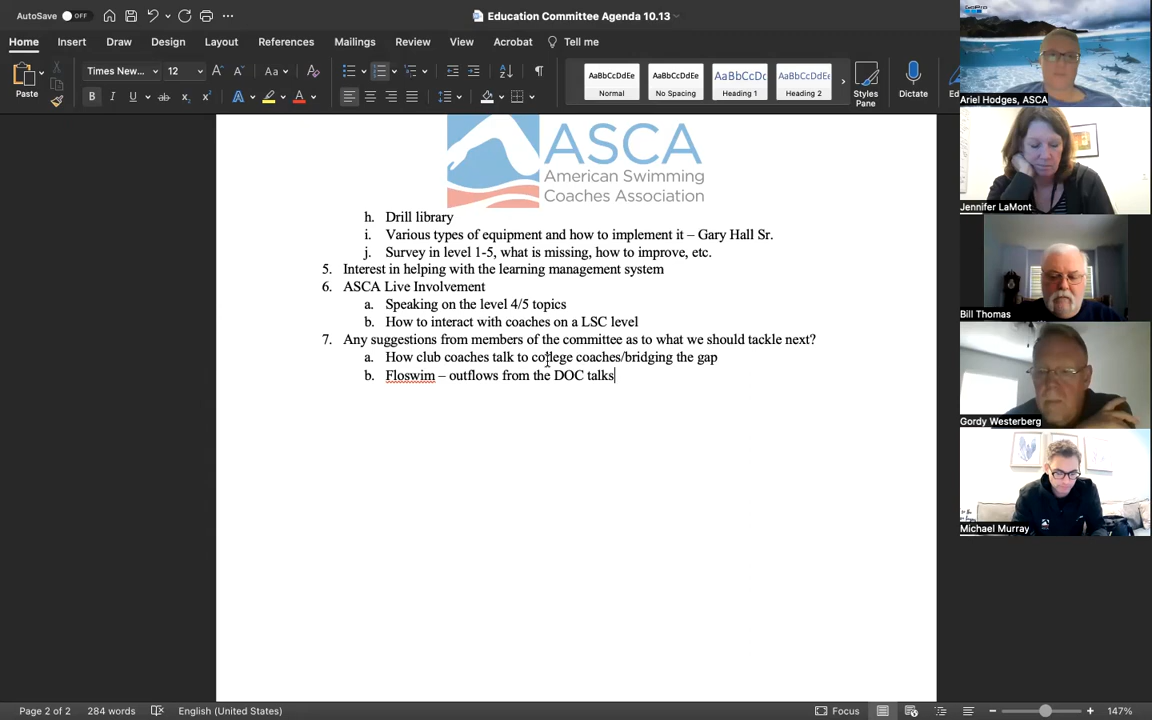 AutoSave OFF
Education Committee Agenda 10.13
Home Insert Draw Design Layout References Mailings Review View Acrobat Tell me
Paste
Times New... 12
Aa
B I U ab x₂ x²
AaBbCcDdEe
Normal
AaBbCcDdEe
No Spacing
AaBbCcDc
Heading 1
AaBbCcDdEe
Heading 2
Styles
Pane
Dictate
ASCA
American Swimming
Coaches Association
h. Drill library
i. Various types of equipment and how to implement it – Gary Hall Sr.
j. Survey in level 1-5, what is missing, how to improve, etc.
5. Interest in helping with the learning management system
6. ASCA Live Involvement
a. Speaking on the level 4/5 topics
b. How to interact with coaches on a LSC level
7. Any suggestions from members of the committee as to what we should tackle next?
a. How club coaches talk to college coaches/bridging the gap
b. Floswim – outflows from the DOC talks
Page 2 of 2 284 words English (United States) Focus 147%
GoPro
Ariel Hodges, ASCA
Jennifer LaMont
Bill Thomas
Gordy Westerberg
Michael Murray